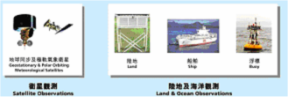 地球同步及極軌氣象衛星
Geostationary & Polar Orbiting
Meteorological Satellites
衛星觀測
Satellite Observations
陸地
Land
船舶
Ship
浮標
Buoy
陸地及海洋觀測
Land & Ocean Observations